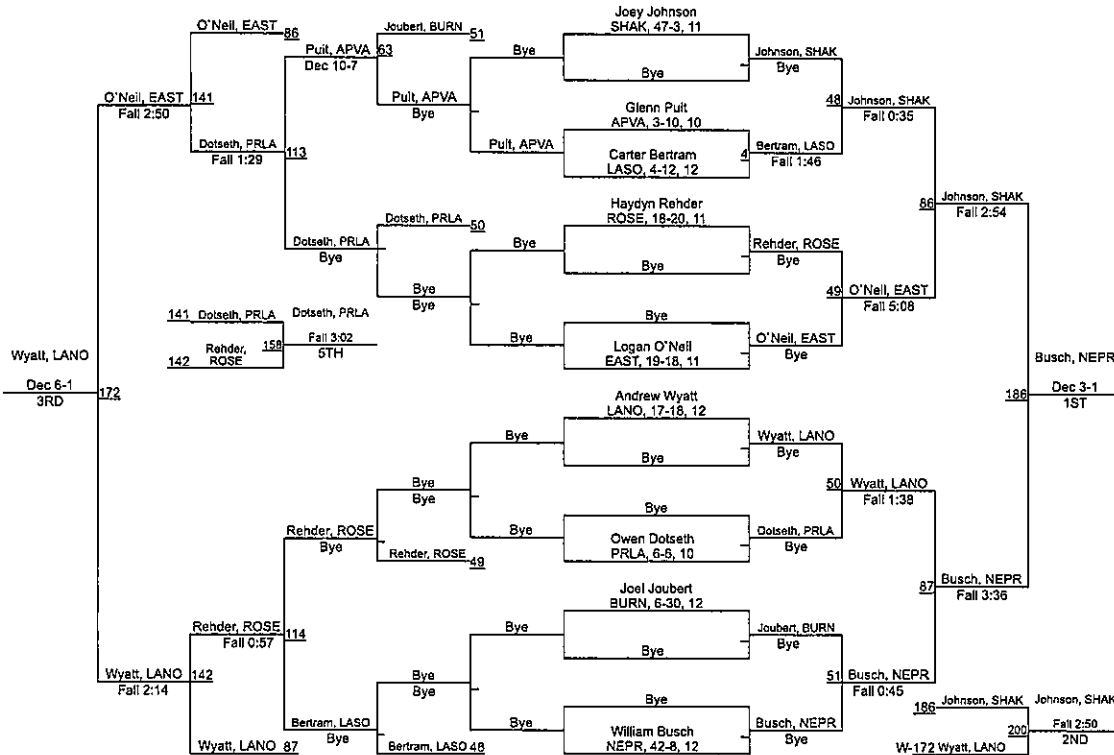 O'Neil, EAST
86
O'Neil, EAST
Fall 2:50
141
Dotseth, PRLA
Fall 1:29
Puit, APVA
Dec 10-7
63
Joubert, BURN
51
Puit, APVA
Bye
113
Dotseth, PRLA
Bye
Dotseth, PRLA
50
Bye
Bye
Bye
Puit, APVA
Bye
Bye
Joey Johnson
SHAK, 47-3, 11
Bye
Glenn Puit
APVA, 3-10, 10
Carter Bertram
LASO, 4-12, 12
Haydyn Rehder
ROSE, 18-20, 11
Bye
Bye
Logan O'Neil
EAST, 19-18, 11
Johnson, SHAK
Bye
4
Bertram, LASO
Fall 1:46
Rehder, ROSE
Bye
O'Neil, EAST
Bye
48
Johnson, SHAK
Fall 0:35
49
O'Neil, EAST
Fall 5:08
86
Johnson, SHAK
Fall 2:54
141
Dotseth, PRLA
142
Rehder,
ROSE
158
Dotseth, PRLA
Fall 3:02
5TH
Wyatt, LANO
Dec 6-1
3RD
172
Busch, NEPR
186
Dec 3-1
1ST
Andrew Wyatt
LANO, 17-18, 12
Bye
Bye
Owen Dotseth
PRLA, 6-6, 10
Joel Joubert
BURN, 6-30, 12
Bye
Bye
William Busch
NEPR, 42-8, 12
Bye
Bye
Bye
Bye
Bye
Bye
Rehder, ROSE
49
Rehder, ROSE
Bye
Rehder, ROSE
Fall 0:57
114
Bye
Bye
Bertram, LASO
Bye
Bertram, LASO
48
Wyatt, LANO
Fall 2:14
142
Wyatt, LANO
87
Wyatt, LANO
Bye
Dotseth, PRLA
Bye
50
Wyatt, LANO
Fall 1:38
Joubert, BURN
Bye
Busch, NEPR
Bye
51
Busch, NEPR
Fall 0:45
87
Busch, NEPR
Fall 3:36
186
Johnson, SHAK
W-172 Wyatt, LANO
200
Johnson, SHAK
Fall 2:50
2ND